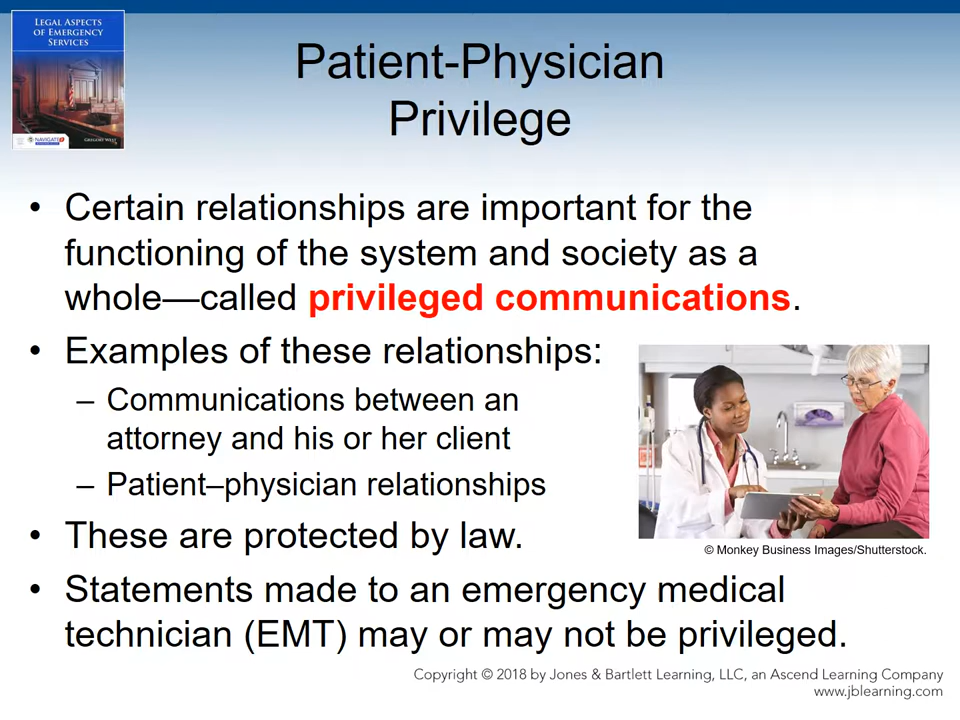 LEGAL ASPECTS
OF EMERGENCY
SERVICES
NAVIGATE
GREGORY WEST
Patient-Physician
Privilege
• Certain relationships are important for the
functioning of the system and society as a
whole—called privileged communications.
• Examples of these relationships:
– Communications between an
attorney and his or her client
– Patient–physician relationships
• These are protected by law.
© Monkey Business Images/Shutterstock.
• Statements made to an emergency medical
technician (EMT) may or may not be privileged.
Copyright © 2018 by Jones & Bartlett Learning, LLC, an Ascend Learning Company
www.jblearning.com